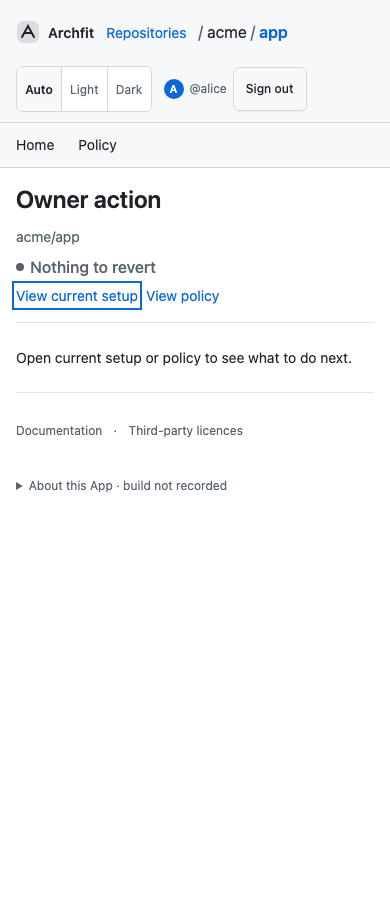 Archfit Repositories / acme / app
Auto Light Dark A @alice Sign out
Home Policy
Owner action
acme/app
Nothing to revert
View current setup View policy
Open current setup or policy to see what to do next.
Documentation · Third-party licences
About this App · build not recorded